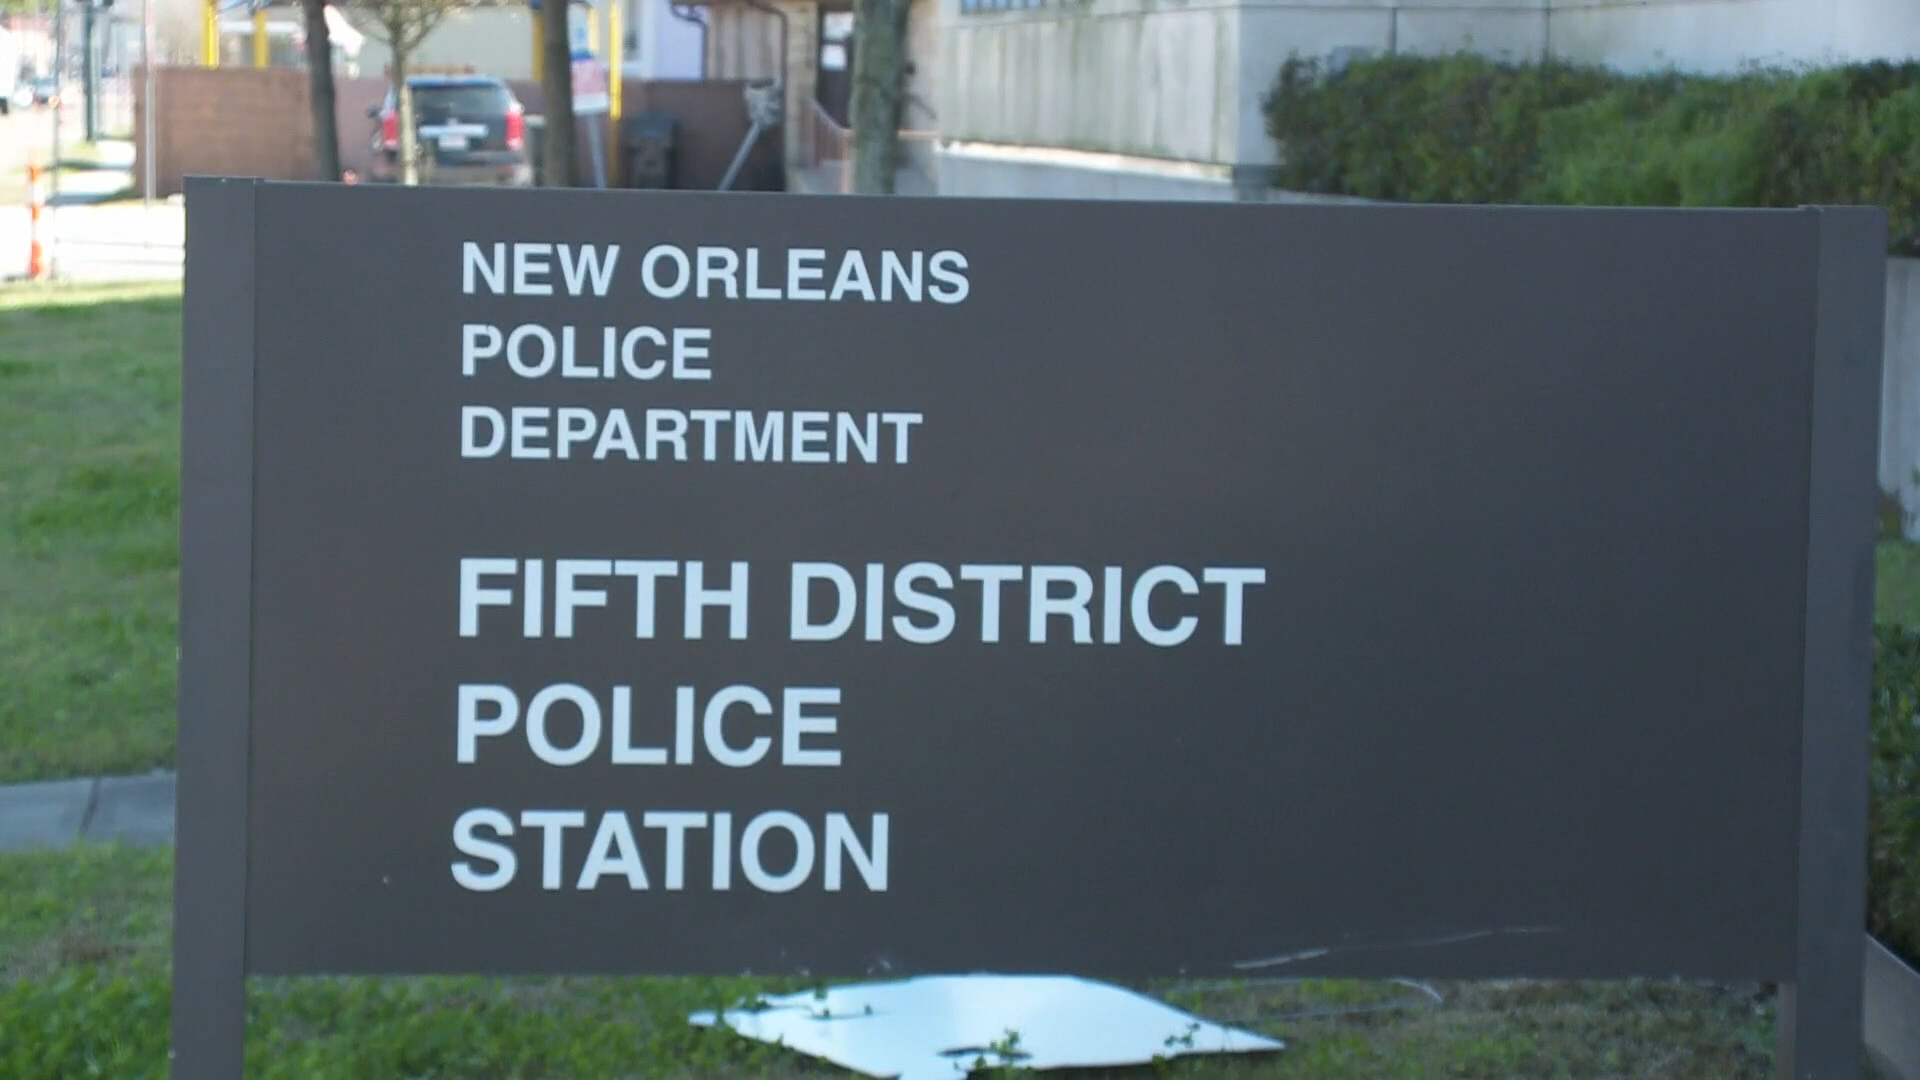 NEW ORLEANS
POLICE
DEPARTMENT
FIFTH DISTRICT
POLICE
STATION